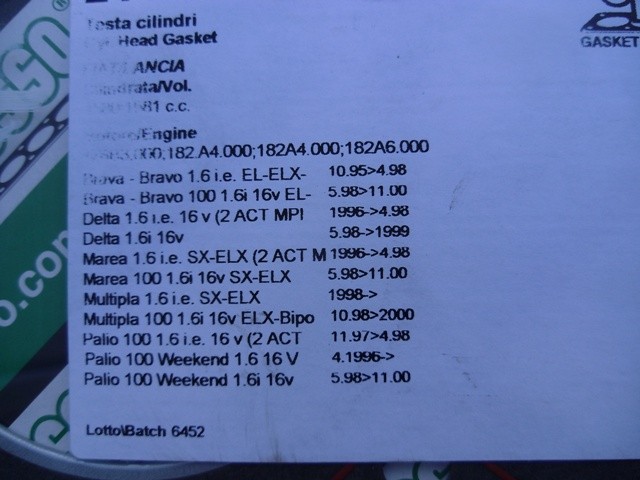 Testa cilindri
Head Gasket
GASKET
LANCIA
/Vol.
81 c.c.
/Engine
.000;182.A4.000;182A4.000;182A6.000
Brava - Bravo 1.6 i.e. EL-ELX- 10.95>4.98
Brava - Bravo 100 1.6i 16v EL- 5.98>11.00
Delta 1.6 i.e. 16 v (2 ACT MPI 1996->4.98
Delta 1.6i 16v 5.98->1999
Marea 1.6 i.e. SX-ELX (2 ACT M 1996->4.98
Marea 100 1.6i 16v SX-ELX 5.98>11.00
Multipla 1.6 i.e. SX-ELX 1998->
Multipla 100 1.6i 16v ELX-Bipo 10.98>2000
Palio 100 1.6i.e. 16 v (2 ACT 11.97>4.98
Palio 100 Weekend 1.6 16 V 4.1996->
Palio 100 Weekend 1.6i 16v 5.98>11.00
Lotto\Batch 6452
o.com